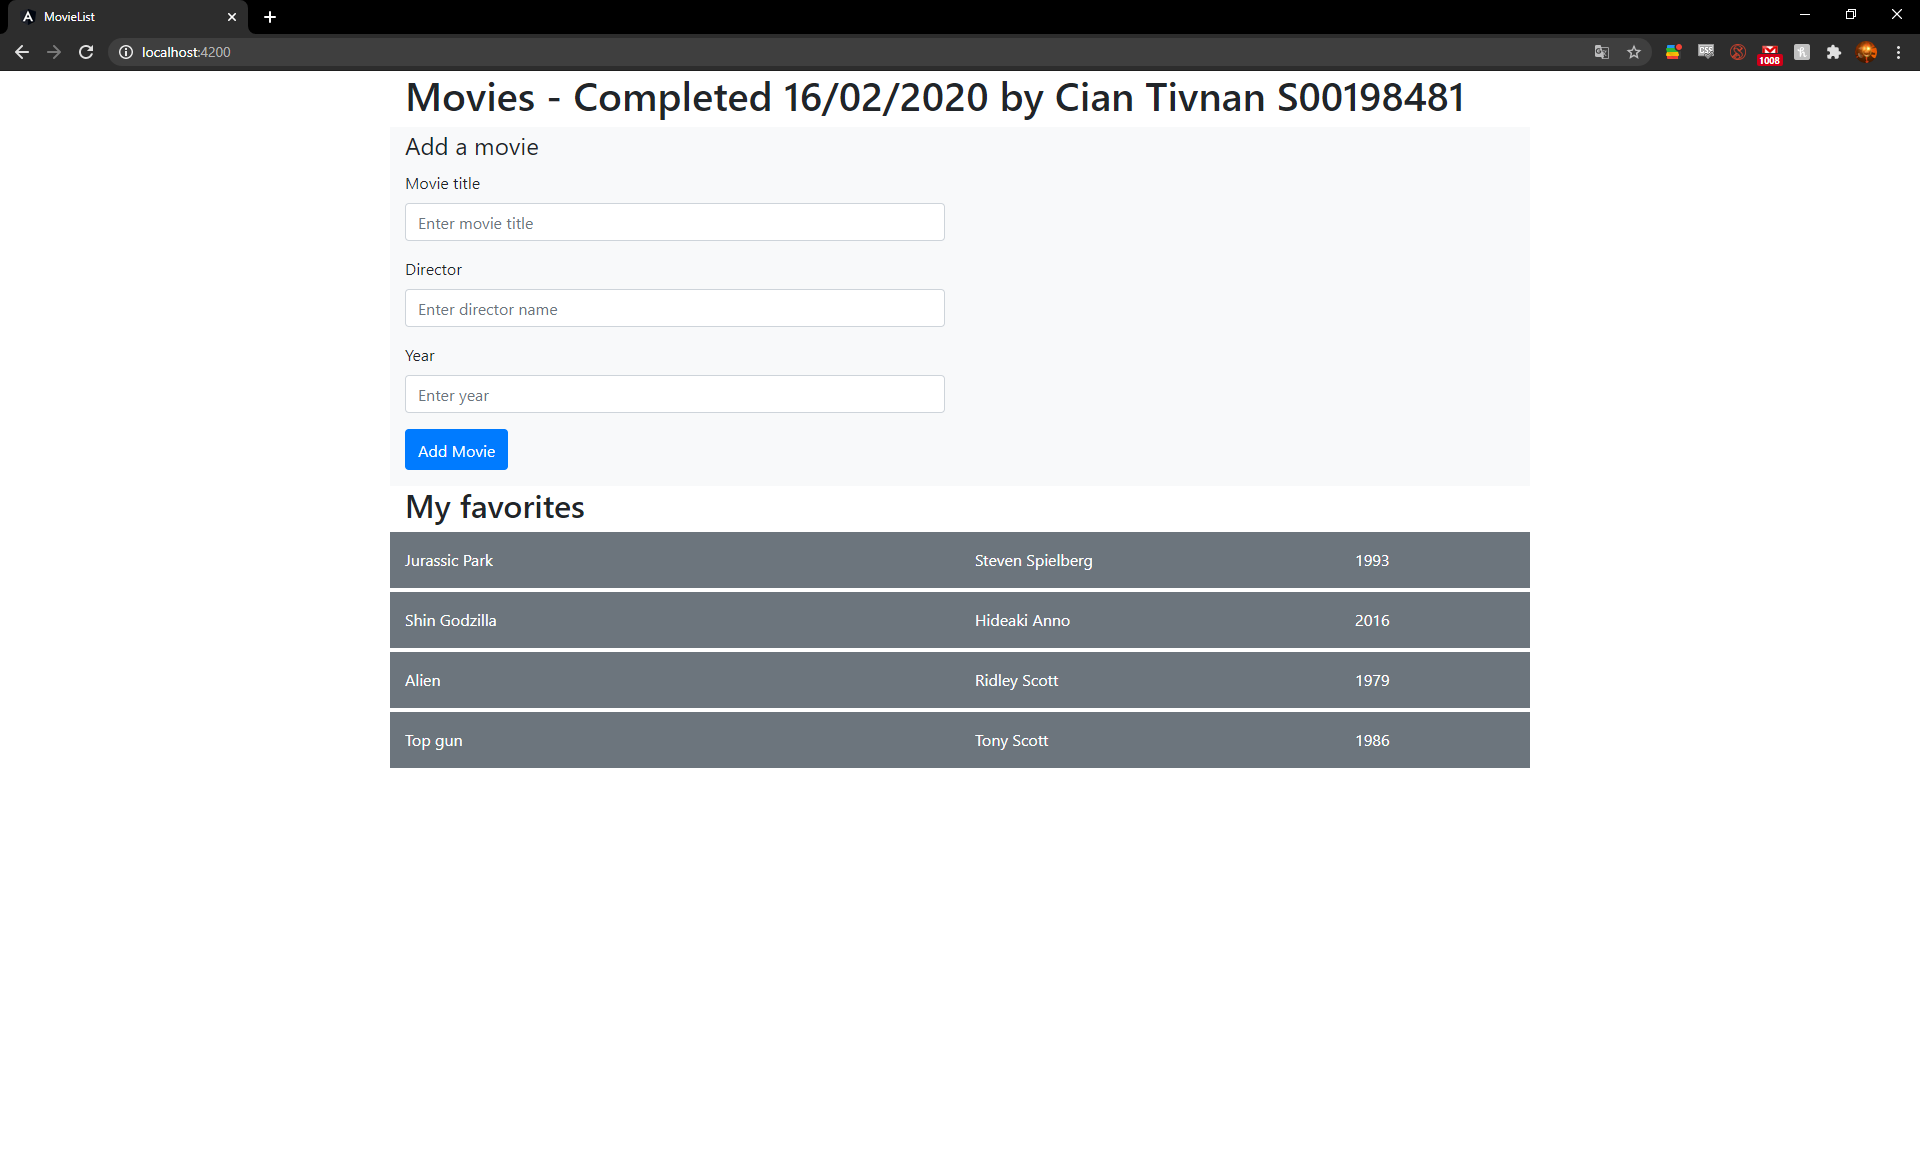 MovieList
localhost:4200
1008
Movies - Completed 16/02/2020 by Cian Tivnan S00198481
Add a movie
Movie title
Enter movie title
Director
Enter director name
Year
Enter year
Add Movie
My favorites
Jurassic Park Steven Spielberg 1993
Shin Godzilla Hideaki Anno 2016
Alien Ridley Scott 1979
Top gun Tony Scott 1986